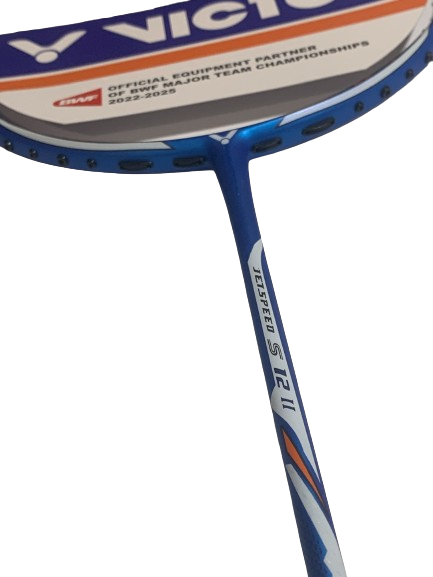 VICTO
BWF
OFFICIAL EQUIPMENT PARTNER
OF BWF MAJOR TEAM CHAMPIONSHIPS
2022-2025
JETSPEED S 12 II